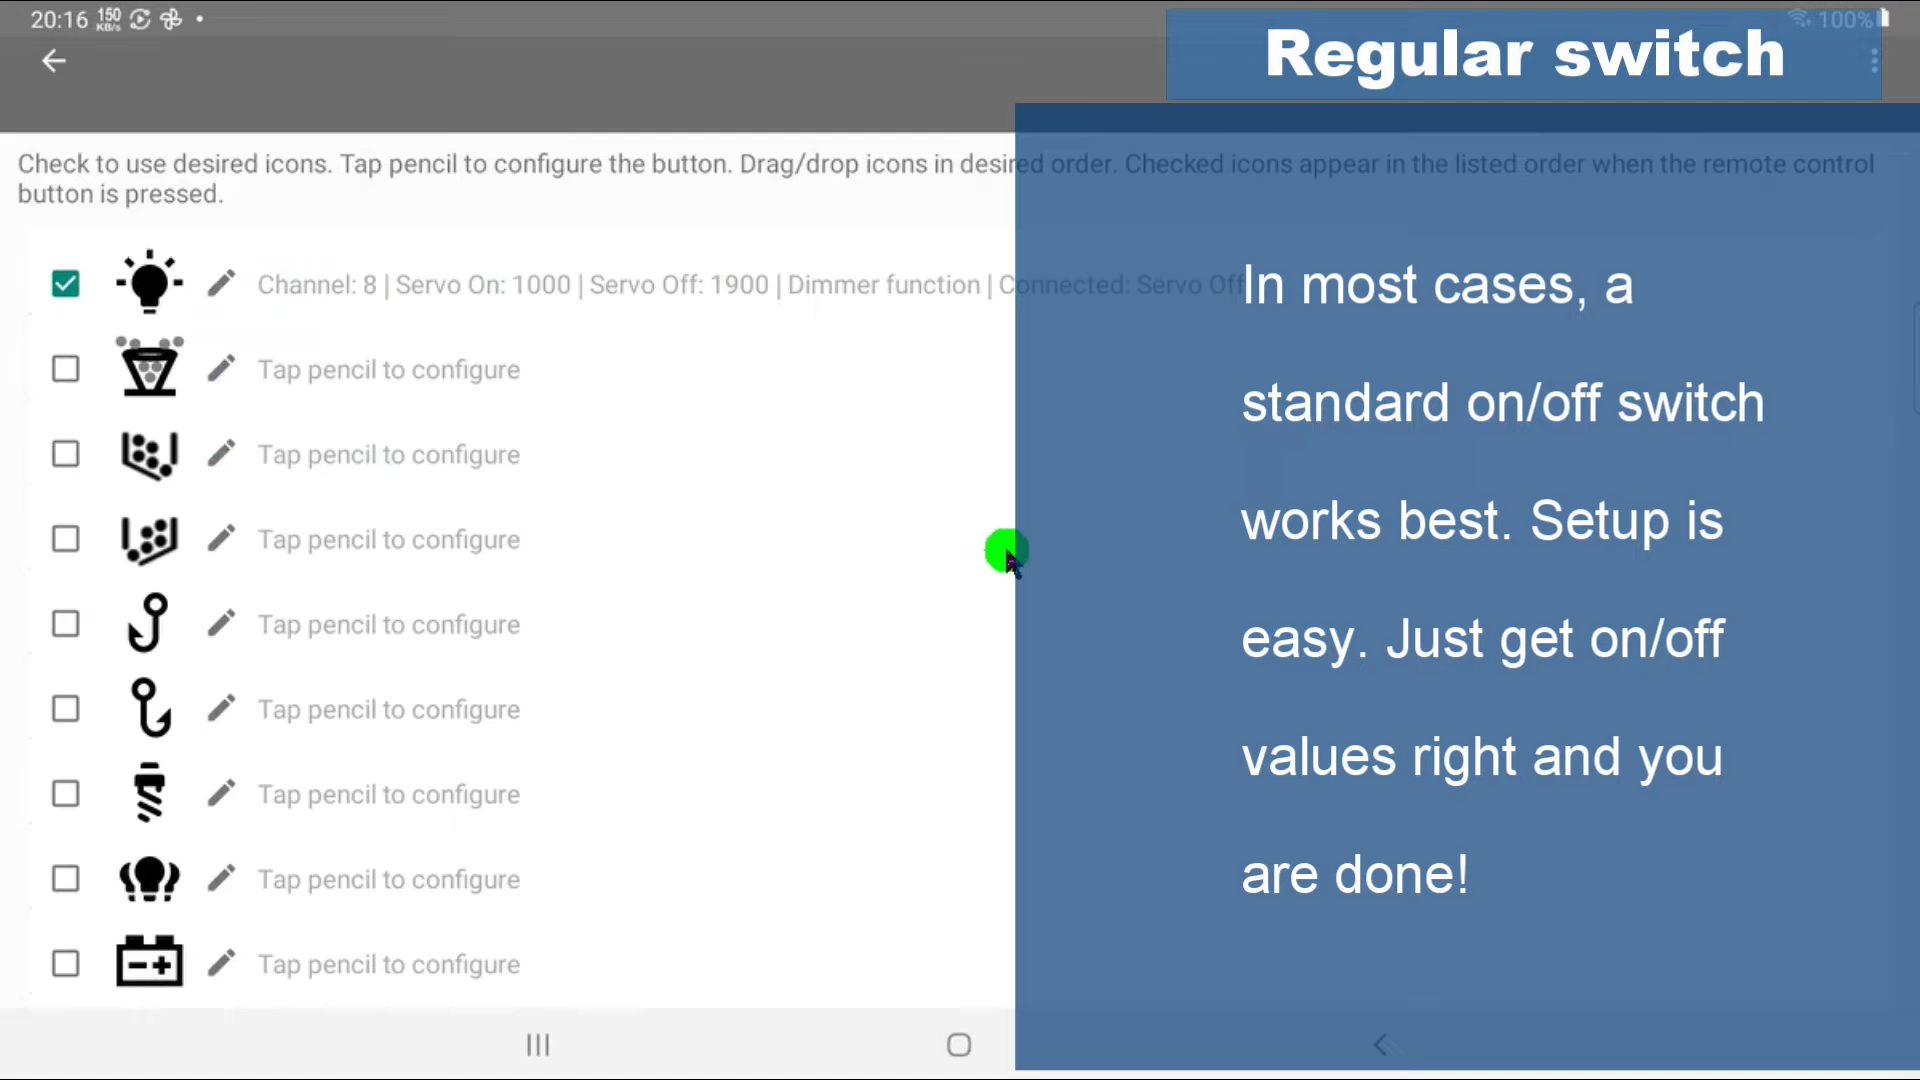 20:16 150 KB/s 100%
Regular switch
Check to use desired icons. Tap pencil to configure the button. Drag/drop icons in desired order. Checked icons appear in the listed order when the remote control
button is pressed.
Channel: 8 | Servo On: 1000 | Servo Off: 1900 | Dimmer function | Connected: Servo Off
Tap pencil to configure
Tap pencil to configure
Tap pencil to configure
Tap pencil to configure
Tap pencil to configure
Tap pencil to configure
Tap pencil to configure
Tap pencil to configure
In most cases, a
standard on/off switch
works best. Setup is
easy. Just get on/off
values right and you
are done!